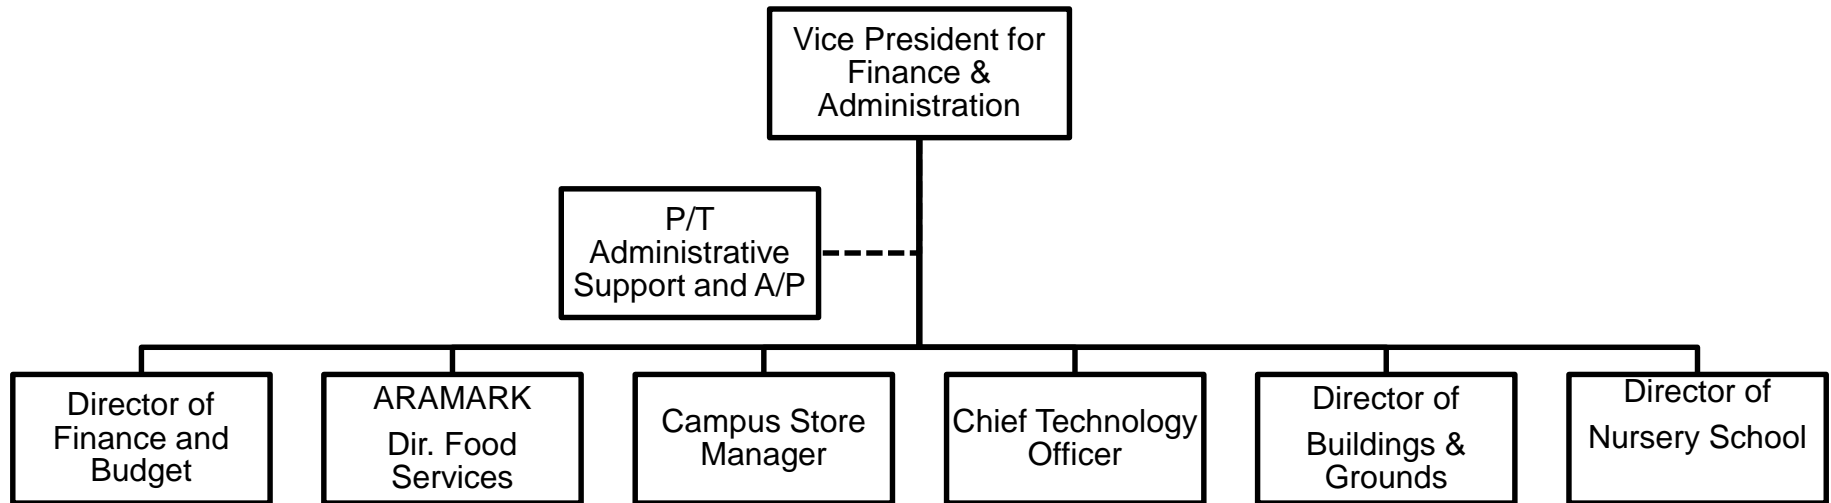 Vice President for
Finance &
Administration
P/T
Administrative
Support and A/P
Director of
Finance and
Budget
ARAMARK
Dir. Food
Services
Campus Store
Manager
Chief Technology
Officer
Director of
Buildings &
Grounds
Director of
Nursery School